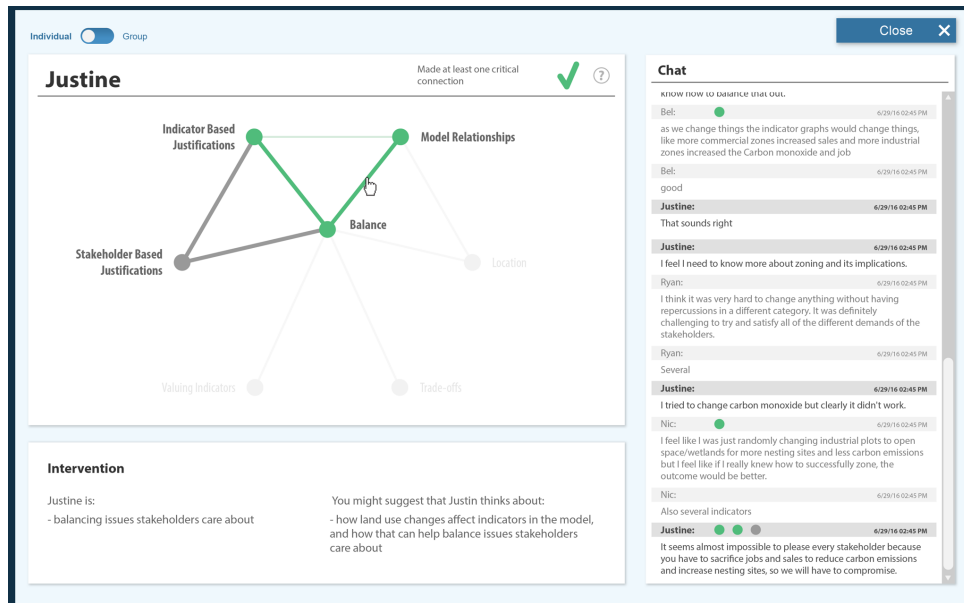 Individual
Group
Close
Justine
Made at least one critical
connection
?
Indicator Based
Justifications
Model Relationships
Balance
Stakeholder Based
Justifications
Location
Valuing Indicators
Trade-offs
Intervention
Justine is:
- balancing issues stakeholders care about
You might suggest that Justin thinks about:
- how land use changes affect indicators in the model,
and how that can help balance issues stakeholders
care about
Chat
know how to balance that out.
Bel: 6/29/16 02:45 PM
as we change things the indicator graphs would change things,
like more commercial zones increased sales and more industrial
zones increased the Carbon monoxide and job
Bel: 6/29/16 02:45 PM
good
Justine: 6/29/16 02:45 PM
That sounds right
Justine: 6/29/16 02:45 PM
I feel I need to know more about zoning and its implications.
Ryan: 6/29/16 02:45 PM
I think it was very hard to change anything without having
repercussions in a different category. It was definitely
challenging to try and satisfy all of the different demands of the
stakeholders.
Ryan: 6/29/16 02:45 PM
Several
Justine: 6/29/16 02:45 PM
I tried to change carbon monoxide but clearly it didn't work.
Nic: 6/29/16 02:45 PM
I feel like I was just randomly changing industrial plots to open
space/wetlands for more nesting sites and less carbon emissions
but I feel like if I really knew how to successfully zone, the
outcome would be better.
Nic: 6/29/16 02:45 PM
Also several indicators
Justine: 6/29/16 02:45 PM
It seems almost impossible to please every stakeholder because
you have to sacrifice jobs and sales to reduce carbon emissions
and increase nesting sites, so we will have to compromise.